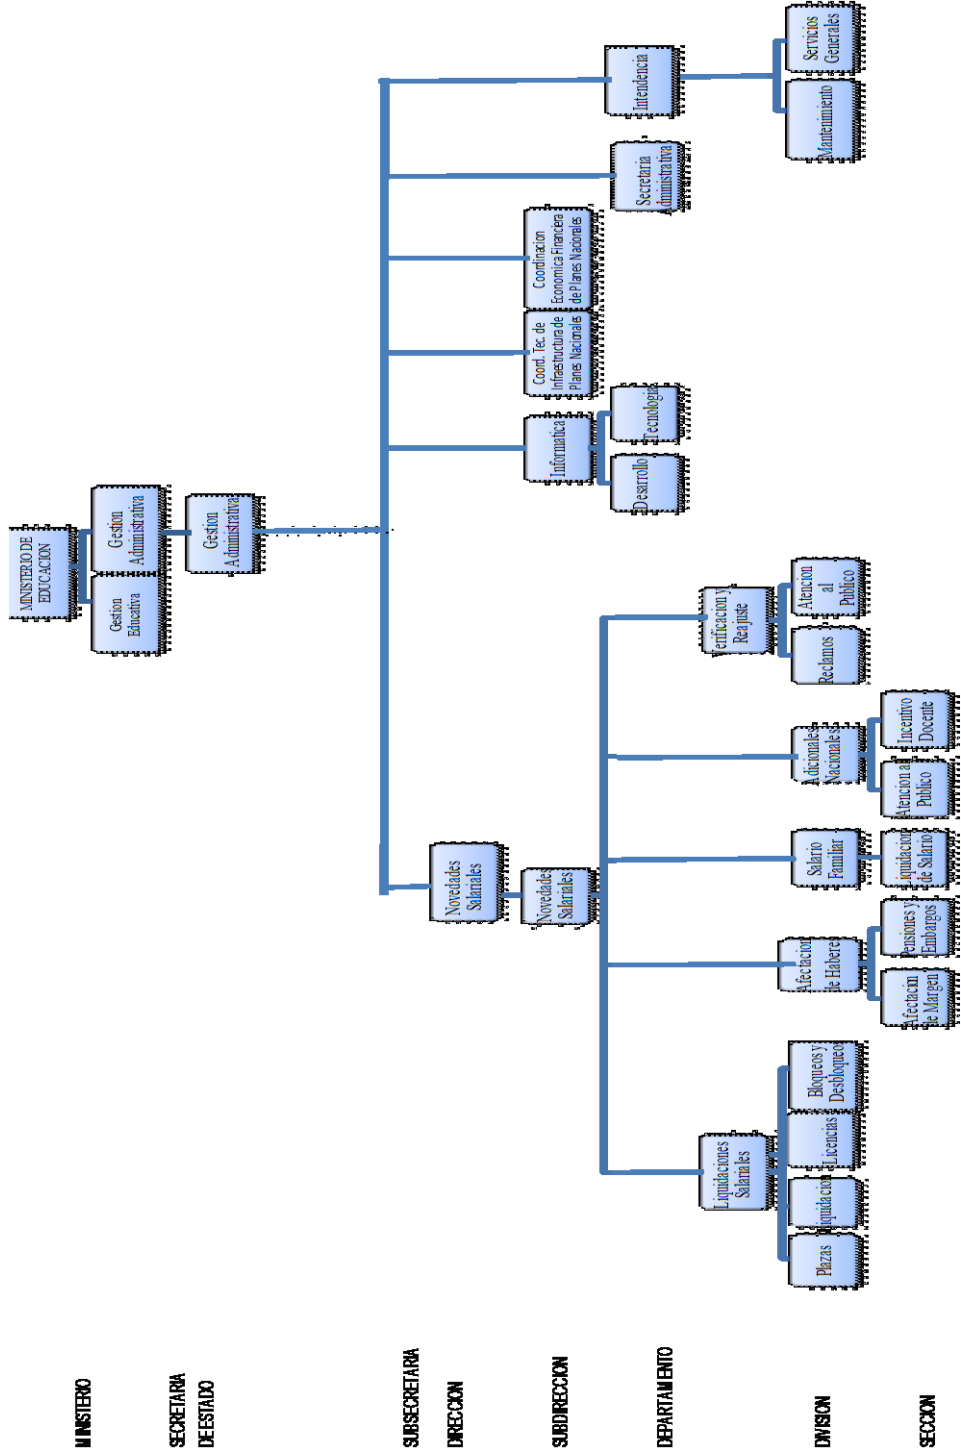 MINISTERIO
SECRETARIA
DE ESTADO
SUBSECRETARIA
DIRECCION
SUBDIRECCION
DEPARTAMENTO
DIVISION
SECCION
MINISTERIO DE
EDUCACION
Gestion
Educativa
Gestion
Administrativa
Gestion
Administrativa
Novedades
Salariales
Novedades
Salariales
Informatica
Coord. Tec. de
Infraestructura de
Planes Nacionales
Coordinacion
Economica Financiera
de Planes Nacionales
Secretaria
Administrativa
Intendencia
Desarrollo
Tecnologia
Mantenimiento
Servicios
Generales
Liquidaciones
Salariales
Afectacion
de Haberes
Salario
Familiar
Adicionales
Nacionales
Verificacion y
Reajuste
Plazas
Liquidacion
Licencias
Bloqueos y
Desbloqueos
Reclamos
Atencion
al
Publico
Afectacin
de Margen
Pensiones y
Embargos
Liquidacion
de Salario
Atencion al
Publico
Incentivo
Docente